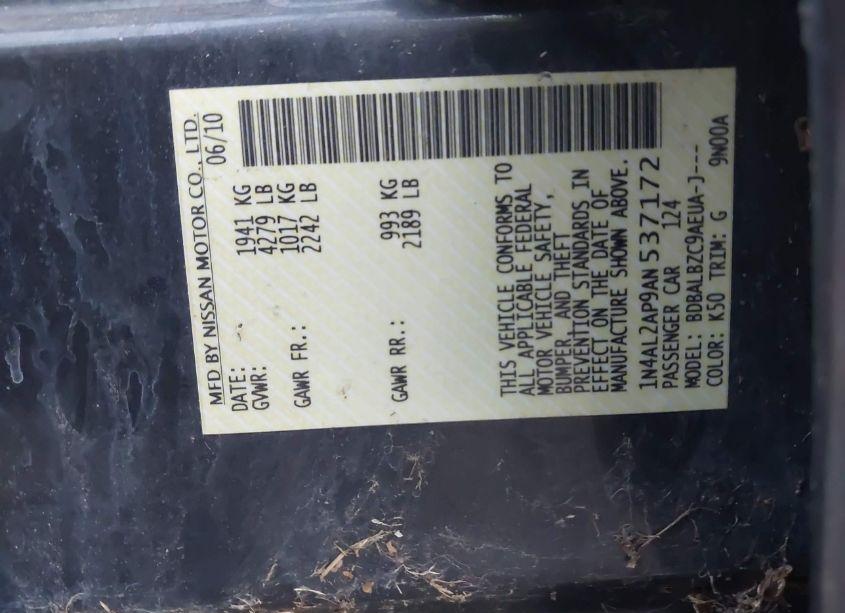 MFD BY NISSAN MOTOR CO., LTD.
DATE: 06/10
GVWR: 1941 KG
4279 LB
GAWR FR.: 1017 KG
2242 LB
GAWR RR.: 993 KG
2189 LB
THIS VEHICLE CONFORMS TO
ALL APPLICABLE FEDERAL
MOTOR VEHICLE SAFETY,
BUMPER, AND THEFT
PREVENTION STANDARDS IN
EFFECT ON THE DATE OF
MANUFACTURE SHOWN ABOVE.
1N4AL2AP9AN537172
PASSENGER CAR 124
MODEL: BDBALBZC9AEUA-J---
COLOR: K50 TRIM: G 9N00A